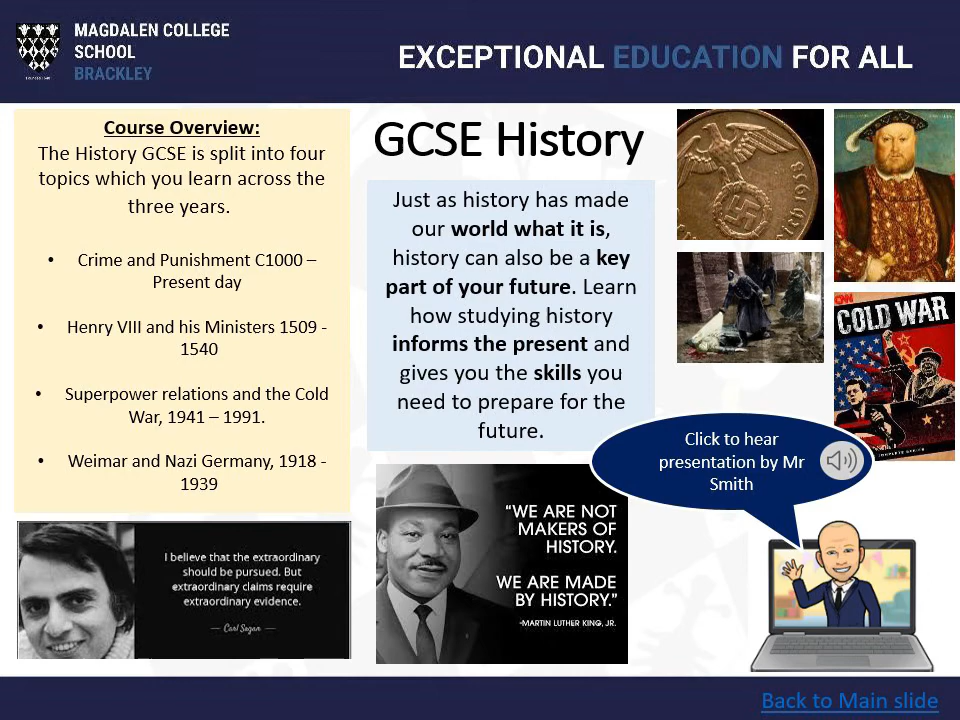 MAGDALEN COLLEGE
SCHOOL
BRACKLEY
EXCEPTIONAL EDUCATION FOR ALL
Course Overview:
The History GCSE is split into four
topics which you learn across the
three years.
• Crime and Punishment C1000 –
Present day
• Henry VIII and his Ministers 1509 -
1540
• Superpower relations and the Cold
War, 1941 – 1991.
• Weimar and Nazi Germany, 1918 -
1939
GCSE History
Just as history has made
our world what it is,
history can also be a key
part of your future. Learn
how studying history
informs the present and
gives you the skills you
need to prepare for the
future.
CNN
COLD WAR
Click to hear
presentation by Mr
Smith
I believe that the extraordinary
should be pursued. But
extraordinary claims require
extraordinary evidence.
— Carl Sagan —
“WE ARE NOT
MAKERS OF
HISTORY.
WE ARE MADE
BY HISTORY.”
-MARTIN LUTHER KING, JR.
Back to Main slide